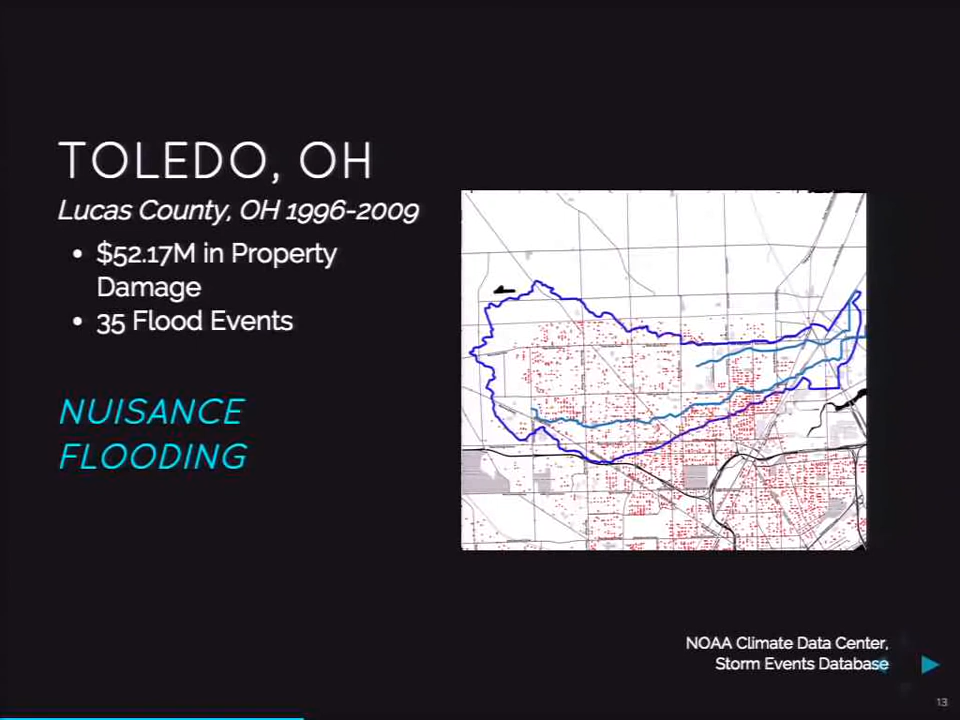 TOLEDO, OH
Lucas County, OH 1996-2009
• $52.17M in Property
Damage
• 35 Flood Events
NUISANCE
FLOODING
NOAA Climate Data Center,
Storm Events Database
13